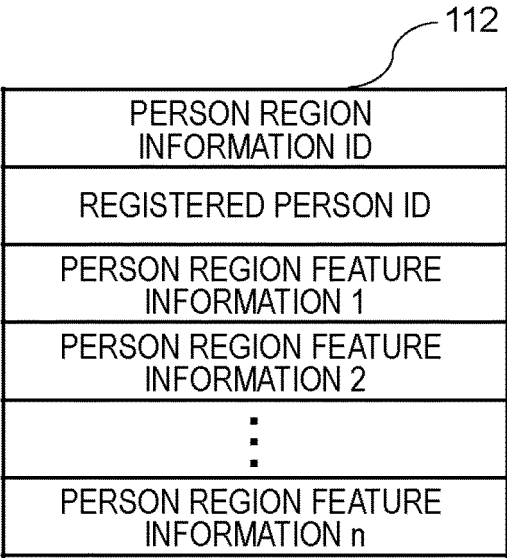 112
PERSON REGION
INFORMATION ID
REGISTERED PERSON ID
PERSON REGION FEATURE
INFORMATION 1
PERSON REGION FEATURE
INFORMATION 2
⋮
PERSON REGION FEATURE
INFORMATION n